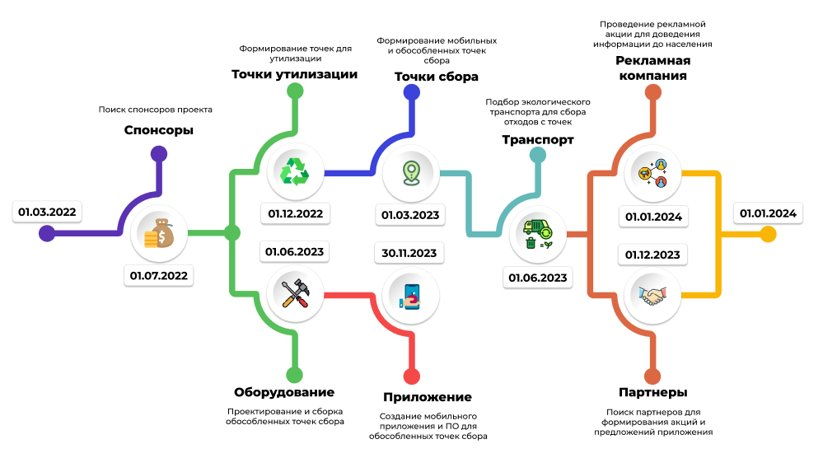 01.03.2022
Поиск спонсоров проекта
Спонсоры
01.07.2022
Формирование точек для
утилизации
Точки утилизации
01.12.2022
01.06.2023
Оборудование
Проектирование и сборка
обособленных точек сбора
Формирование мобильных
и обособленных точек
сбора
Точки сбора
01.03.2023
30.11.2023
Приложение
Создание мобильного
приложения и ПО для
обособленных точек сбора
Подбор экологического
транспорта для сбора
отходов с точек
Транспорт
01.06.2023
Проведение рекламной
акции для доведения
информации до населения
Рекламная
компания
01.01.2024
01.12.2023
Партнеры
Поиск партнеров для
формирования акций и
предложений приложения
01.01.2024